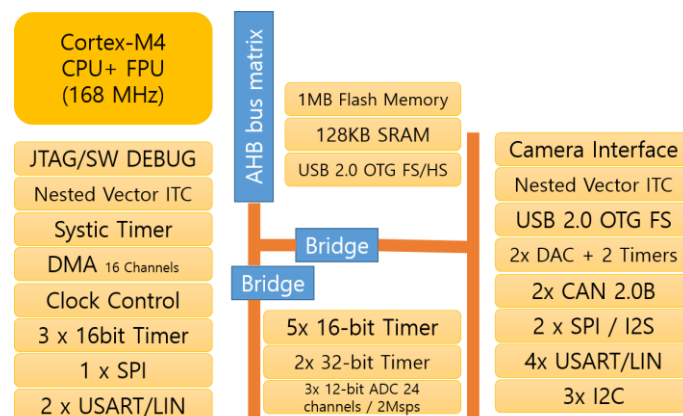 Cortex-M4
CPU+ FPU
(168 MHz)
JTAG/SW DEBUG
Nested Vector ITC
Systic Timer
DMA 16 Channels
Clock Control
3 x 16bit Timer
1 x SPI
2 x USART/LIN
AHB bus matrix
1MB Flash Memory
128KB SRAM
USB 2.0 OTG FS/HS
Bridge
Bridge
5x 16-bit Timer
2x 32-bit Timer
3x 12-bit ADC 24
channels / 2Msps
Camera Interface
Nested Vector ITC
USB 2.0 OTG FS
2x DAC + 2 Timers
2x CAN 2.0B
2 x SPI / I2S
4x USART/LIN
3x I2C